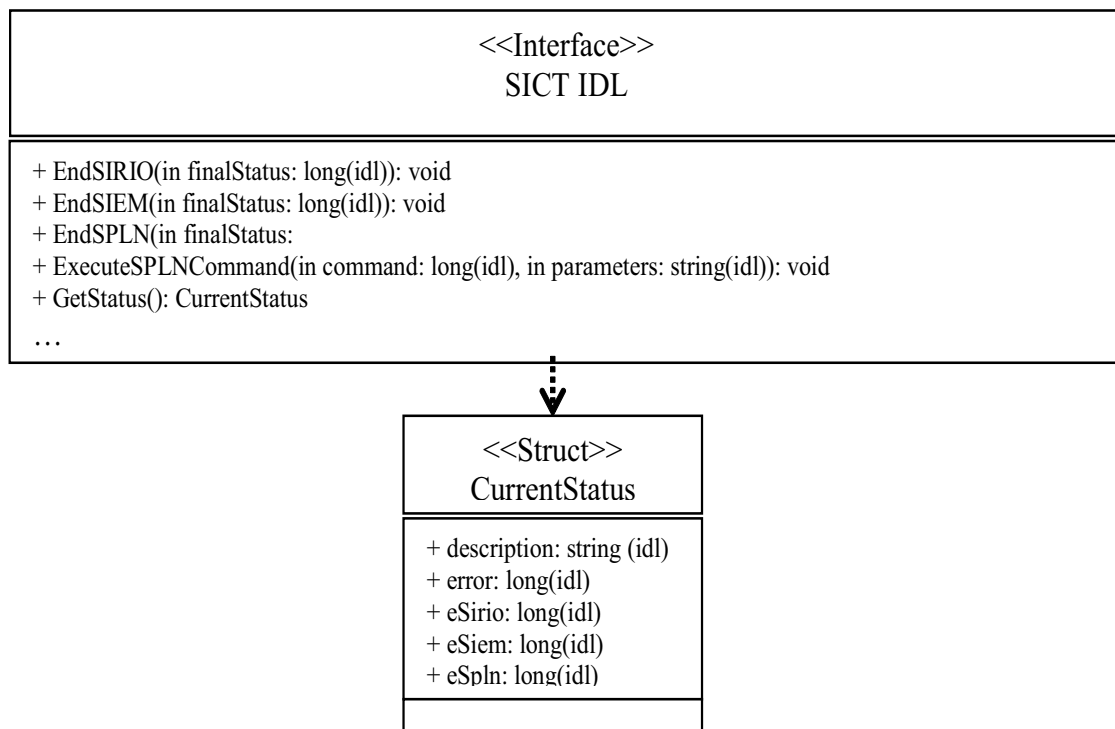 <<Interface>>
SICT IDL
+ EndSIRIO(in finalStatus: long(idl)): void
+ EndSIEM(in finalStatus: long(idl)): void
+ EndSPLN(in finalStatus:
+ ExecuteSPLNCommand(in command: long(idl), in parameters: string(idl)): void
+ GetStatus(): CurrentStatus
…
<<Struct>>
CurrentStatus
+ description: string (idl)
+ error: long(idl)
+ eSirio: long(idl)
+ eSiem: long(idl)
+ eSpln: long(idl)